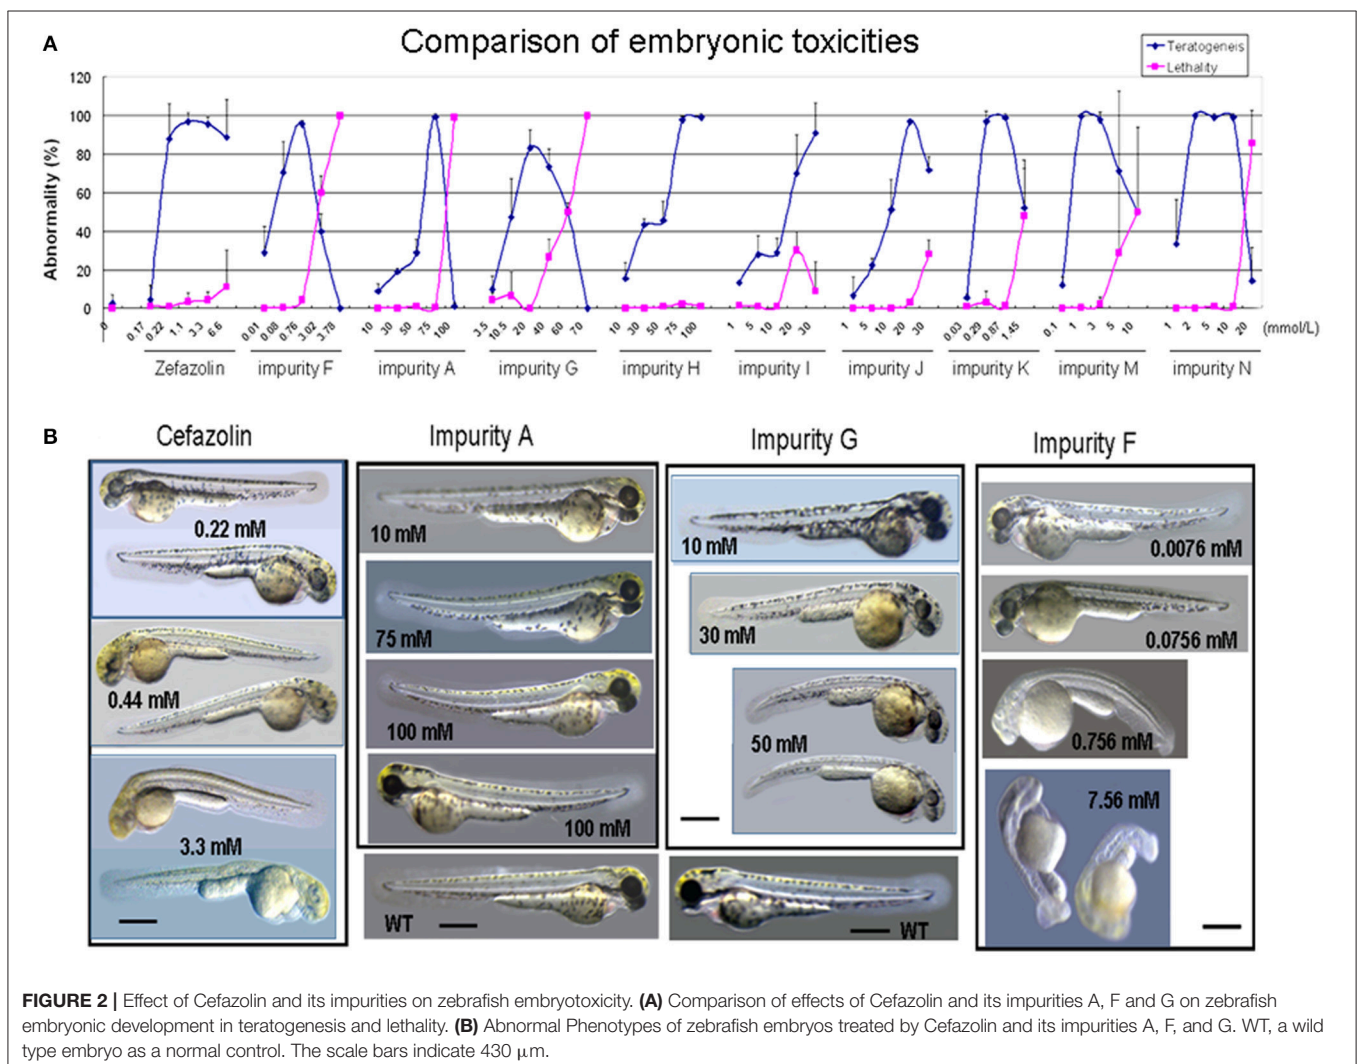 A
Comparison of embryonic toxicities
Teratogeneis
Lethality
Abnormality (%)
120
100
80
60
40
20
0
0 0.17 0.22 1.1 3.3 6.6 0.01 0.08 0.76 3.02 3.78 10 30 50 75 100 3.5 10.5 20 40 60 70 10 30 50 75 100 1 5 10 20 30 1 5 10 20 30 0.03 0.29 0.87 1.45 0.1 1 3 5 10 1 2 5 10 20 (mmol/L)
Zefazolin impurity F impurity A impurity G impurity H impurity I impurity J impurity K impurity M impurity N
B
Cefazolin
0.22 mM
0.44 mM
3.3 mM
Impurity A
10 mM
75 mM
100 mM
100 mM
WT
Impurity G
10 mM
30 mM
50 mM
WT
Impurity F
0.0076 mM
0.0756 mM
0.756 mM
7.56 mM
FIGURE 2 | Effect of Cefazolin and its impurities on zebrafish embryotoxicity. (A) Comparison of effects of Cefazolin and its impurities A, F and G on zebrafish
embryonic development in teratogenesis and lethality. (B) Abnormal Phenotypes of zebrafish embryos treated by Cefazolin and its impurities A, F, and G. WT, a wild
type embryo as a normal control. The scale bars indicate 430 μm.